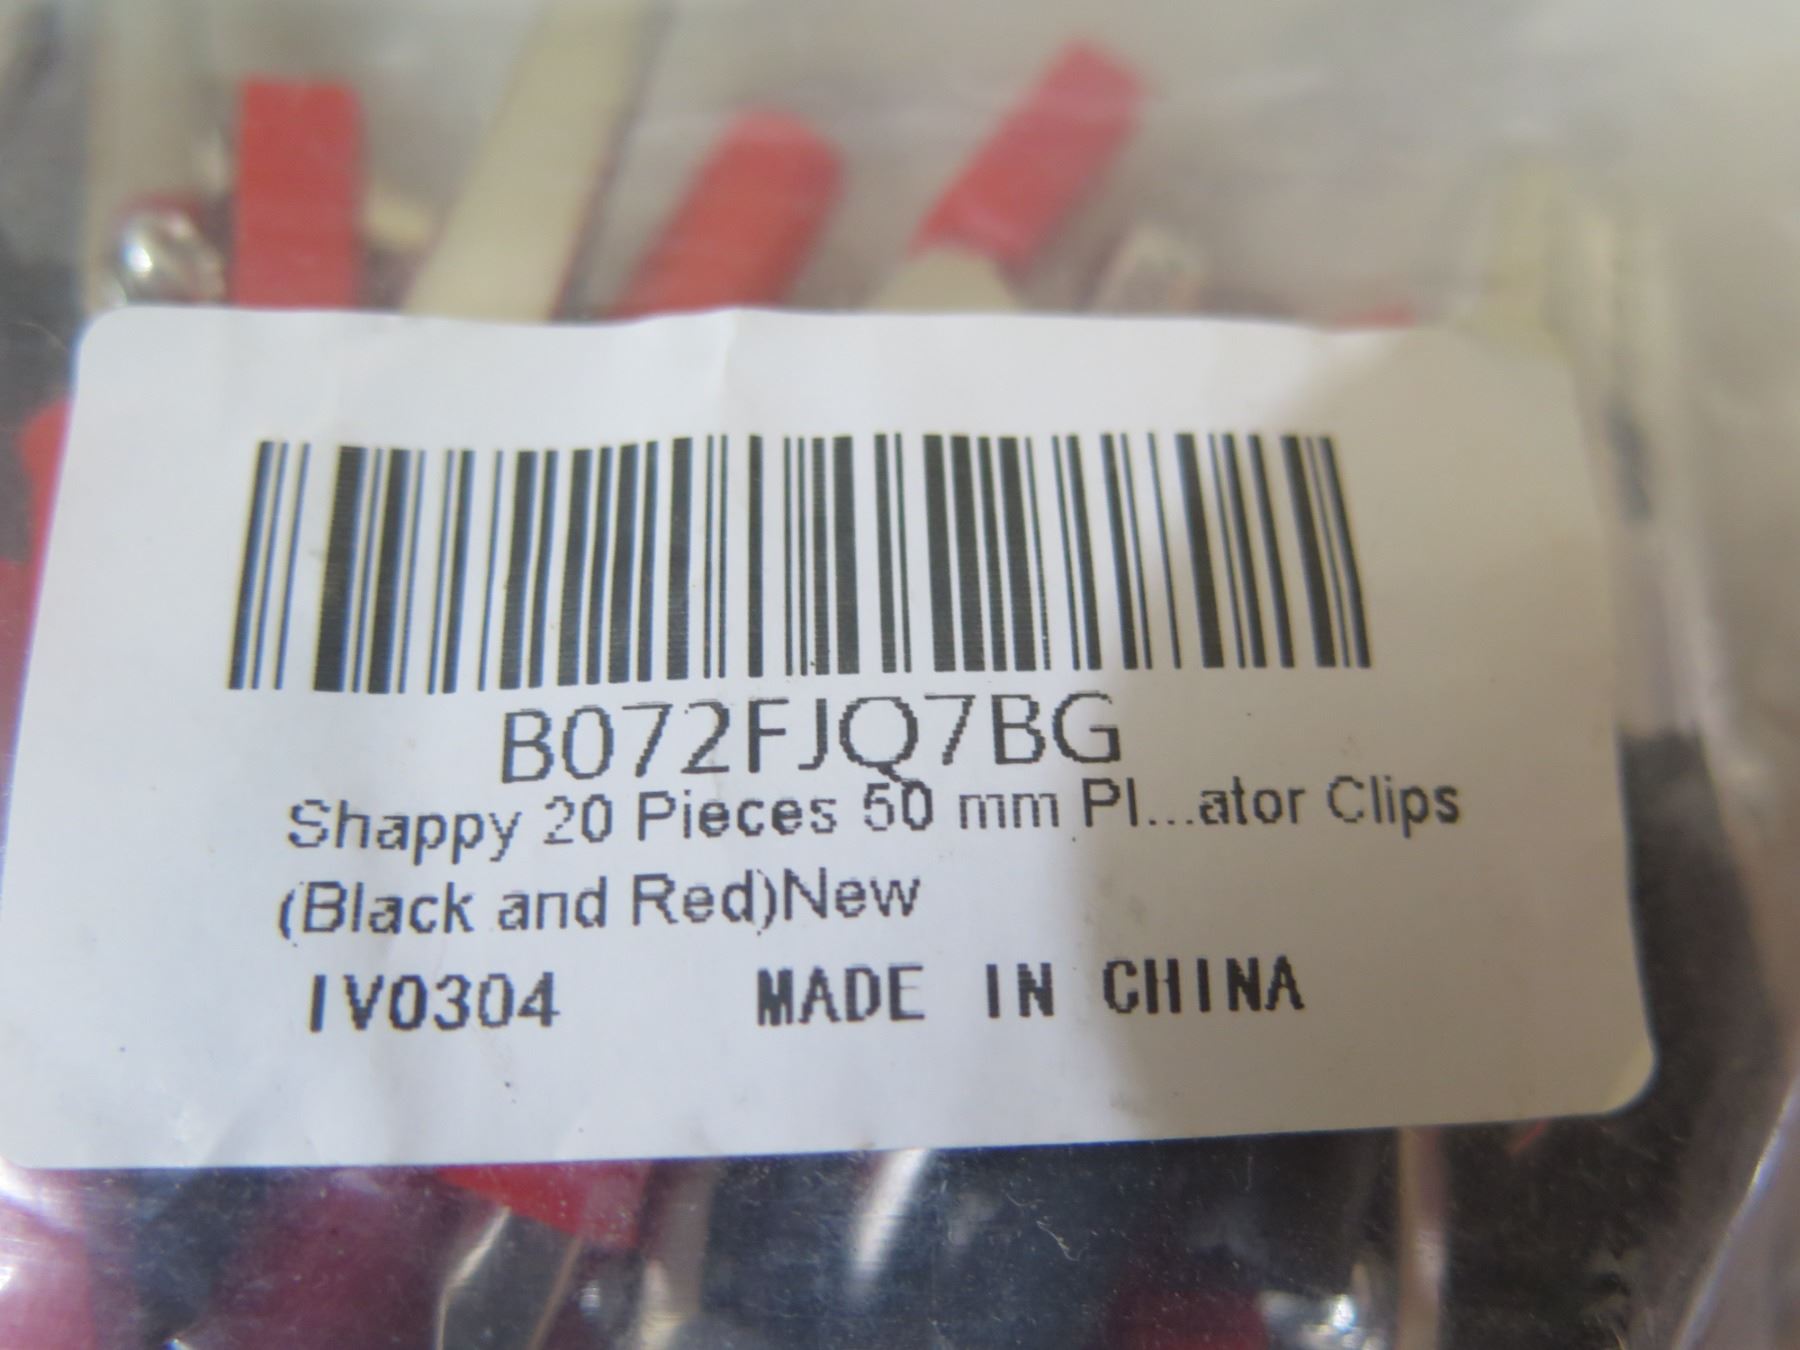 B072FJQ7BG
Shappy 20 Pieces 50 mm Pl...ator Clips
(Black and Red)New
IV0304 MADE IN CHINA